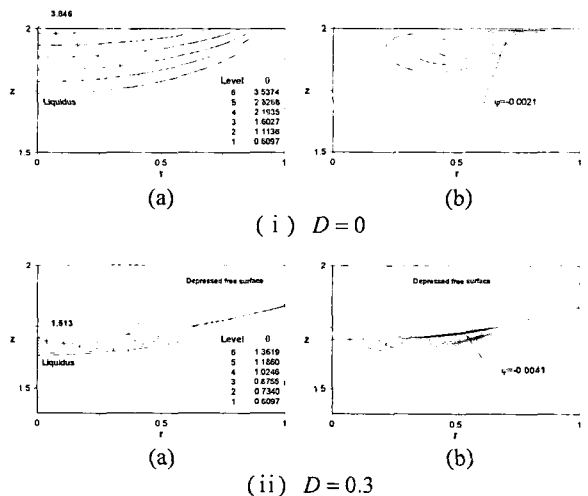 3.846
2
z
1.5
0
0.5
1
r
Liquidus
Level θ
6 3.5374
5 2.8268
4 2.1935
3 1.6027
2 1.1138
1 0.6097
(a)
2
z
1.5
0
0.5
1
r
ψ=-0.0021
(b)
(i) D=0
2
z
1.5
0
0.5
1
r
Depressed free surface
1.513
Liquidus
Level θ
6 1.3619
5 1.1860
4 1.0246
3 0.8755
2 0.7340
1 0.6097
(a)
2
z
1.5
0
0.5
1
r
Depressed free surface
ψ=-0.0041
(b)
(ii) D=0.3